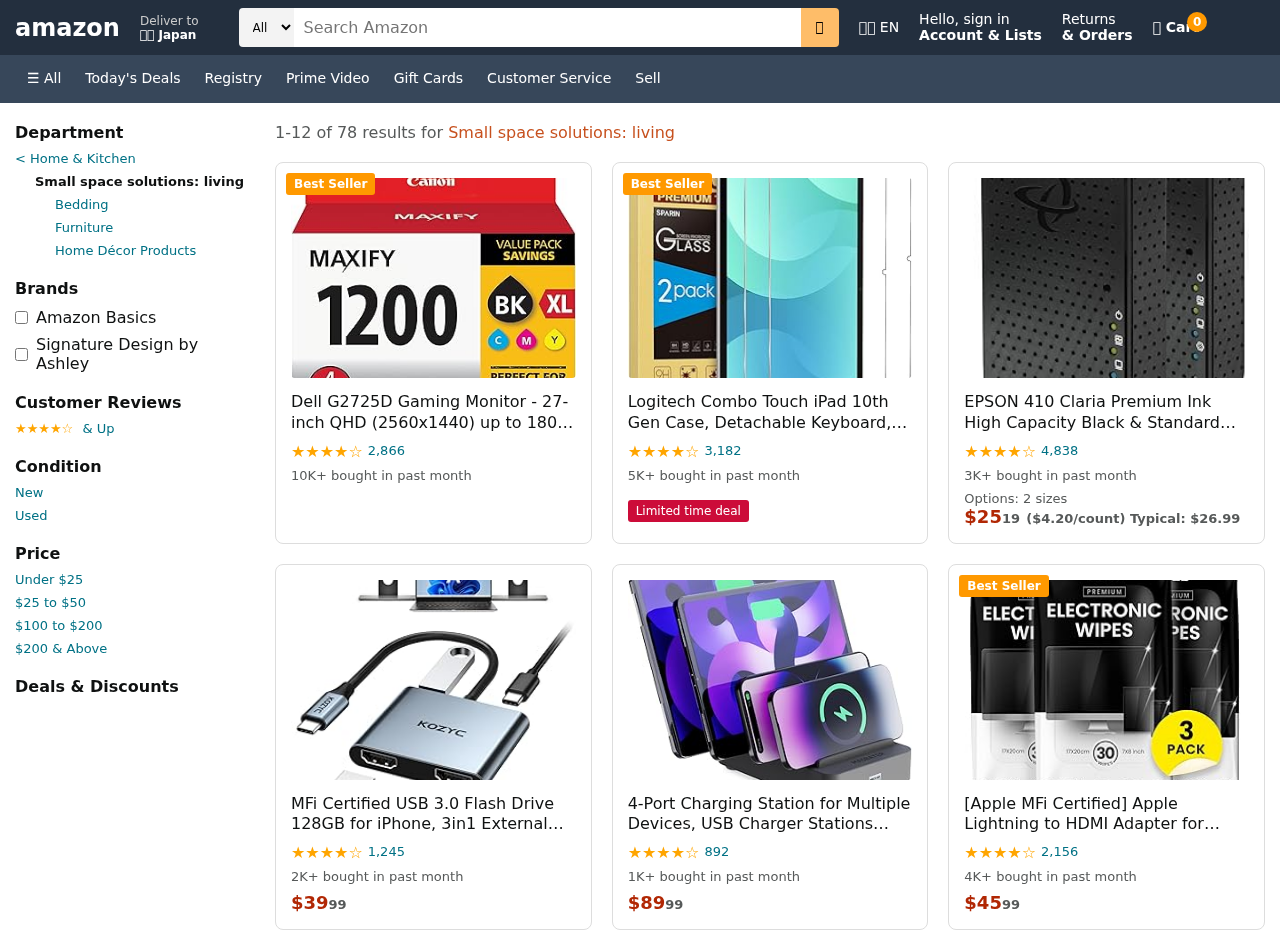 amazon
Deliver to
Japan
All
Search Amazon
EN
Hello, sign in
Account & Lists
Returns
& Orders
0
☰ All
Today's Deals
Registry
Prime Video
Gift Cards
Customer Service
Sell
Department
< Home & Kitchen
Small space solutions: living
Bedding
Furniture
Home Décor Products
Brands
Amazon Basics
Signature Design by
Ashley
Customer Reviews
★★★★☆ & Up
Condition
New
Used
Price
Under $25
$25 to $50
$100 to $200
$200 & Above
Deals & Discounts
1-12 of 78 results for Small space solutions: living
Best Seller
Canon
MAXIFY
MAXIFY
1200
VALUE PACK
SAVINGS
BK XL
C M Y
4
PERFECT FOR
Dell G2725D Gaming Monitor - 27-
inch QHD (2560x1440) up to 180...
★★★★☆ 2,866
10K+ bought in past month
Best Seller
PREMIUM
SPARIN
GLASS
2pack
Logitech Combo Touch iPad 10th
Gen Case, Detachable Keyboard,...
★★★★☆ 3,182
5K+ bought in past month
Limited time deal
EPSON 410 Claria Premium Ink
High Capacity Black & Standard...
★★★★☆ 4,838
3K+ bought in past month
Options: 2 sizes
$25 19 ($4.20/count) Typical: $26.99
KOZYC
KOZYC
MFi Certified USB 3.0 Flash Drive
128GB for iPhone, 3in1 External...
★★★★☆ 1,245
2K+ bought in past month
$39 99
4-Port Charging Station for Multiple
Devices, USB Charger Stations...
★★★★☆ 892
1K+ bought in past month
$89 99
Best Seller
PREMIUM
ELECTRONIC
WIPES
17X20cm
30
WIPES
7X8 inch
3
PACK
[Apple MFi Certified] Apple
Lightning to HDMI Adapter for...
★★★★☆ 2,156
4K+ bought in past month
$45 99